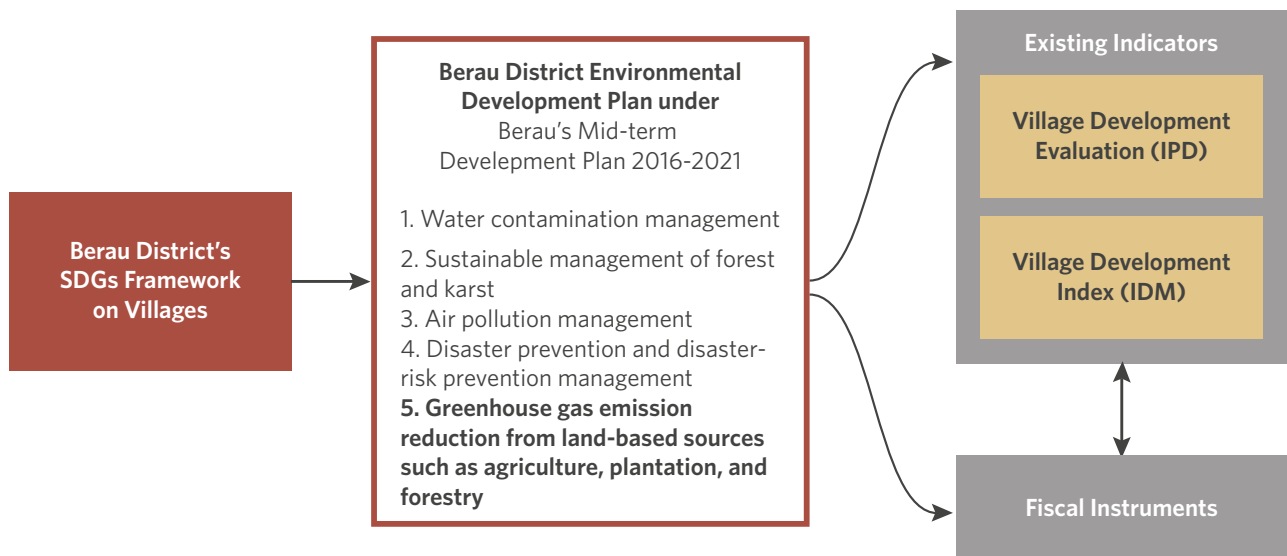 Berau District's
SDGs Framework
on Villages
Berau District Environmental
Development Plan under
Berau's Mid-term
Develepment Plan 2016-2021
1. Water contamination management
2. Sustainable management of forest
and karst
3. Air pollution management
4. Disaster prevention and disaster-
risk prevention management
5. Greenhouse gas emission
reduction from land-based sources
such as agriculture, plantation, and
forestry
Existing Indicators
Village Development
Evaluation (IPD)
Village Development
Index (IDM)
Fiscal Instruments